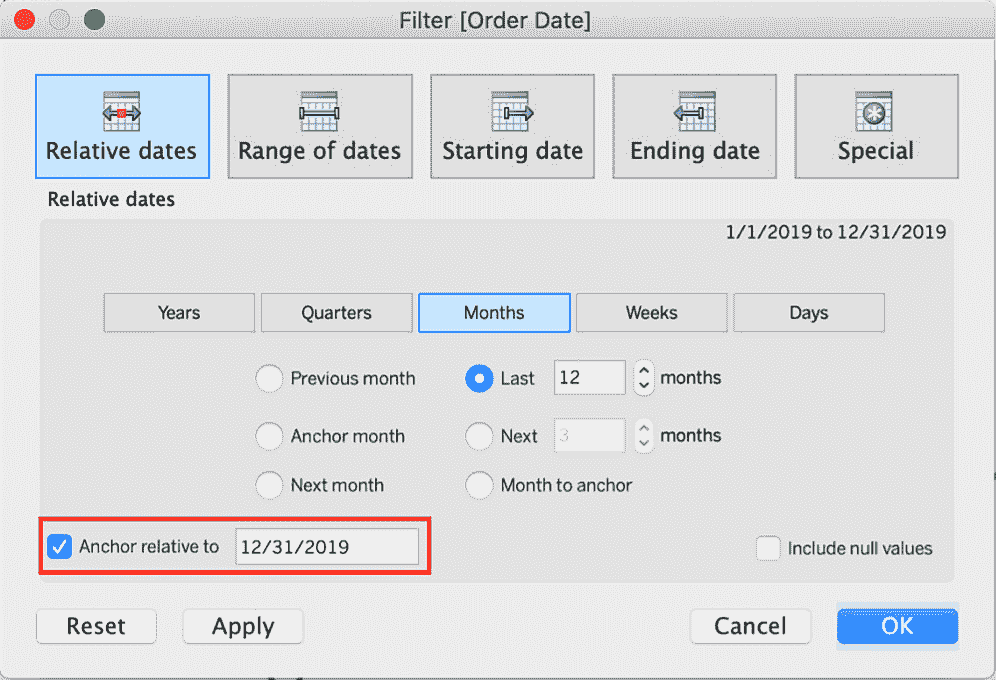 Filter [Order Date]
Relative dates
Range of dates
Starting date
Ending date
Special
Relative dates
1/1/2019 to 12/31/2019
Years
Quarters
Months
Weeks
Days
Previous month
Last 12 months
Anchor month
Next 3 months
Next month
Month to anchor
Anchor relative to 12/31/2019
Include null values
Reset
Apply
Cancel
OK